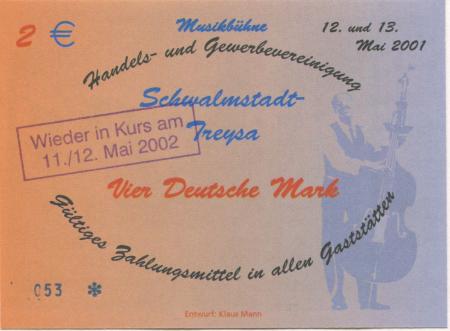 2 €
Musikbühne
12. und 13.
Mai 2001
Handels- und Gewerbevereinigung
Schwalmstadt-
Treysa
Wieder in Kurs am
11./12. Mai 2002
Vier Deutsche Mark
Gültiges Zahlungsmittel in allen Gaststätten
053 *
Entwurf: Klaus Mann